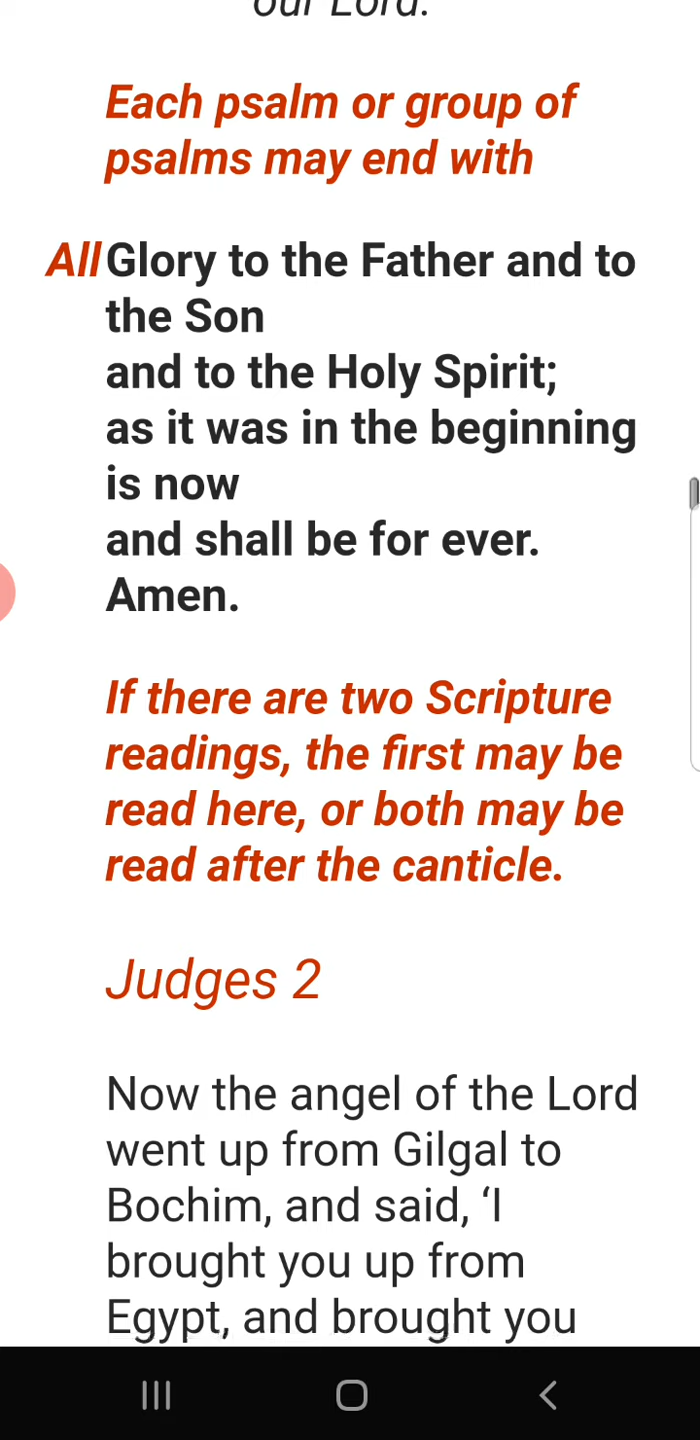 our Lord.
Each psalm or group of
psalms may end with
All Glory to the Father and to
the Son
and to the Holy Spirit;
as it was in the beginning
is now
and shall be for ever.
Amen.
If there are two Scripture
readings, the first may be
read here, or both may be
read after the canticle.
Judges 2
Now the angel of the Lord
went up from Gilgal to
Bochim, and said, ‘I
brought you up from
Egypt, and brought you